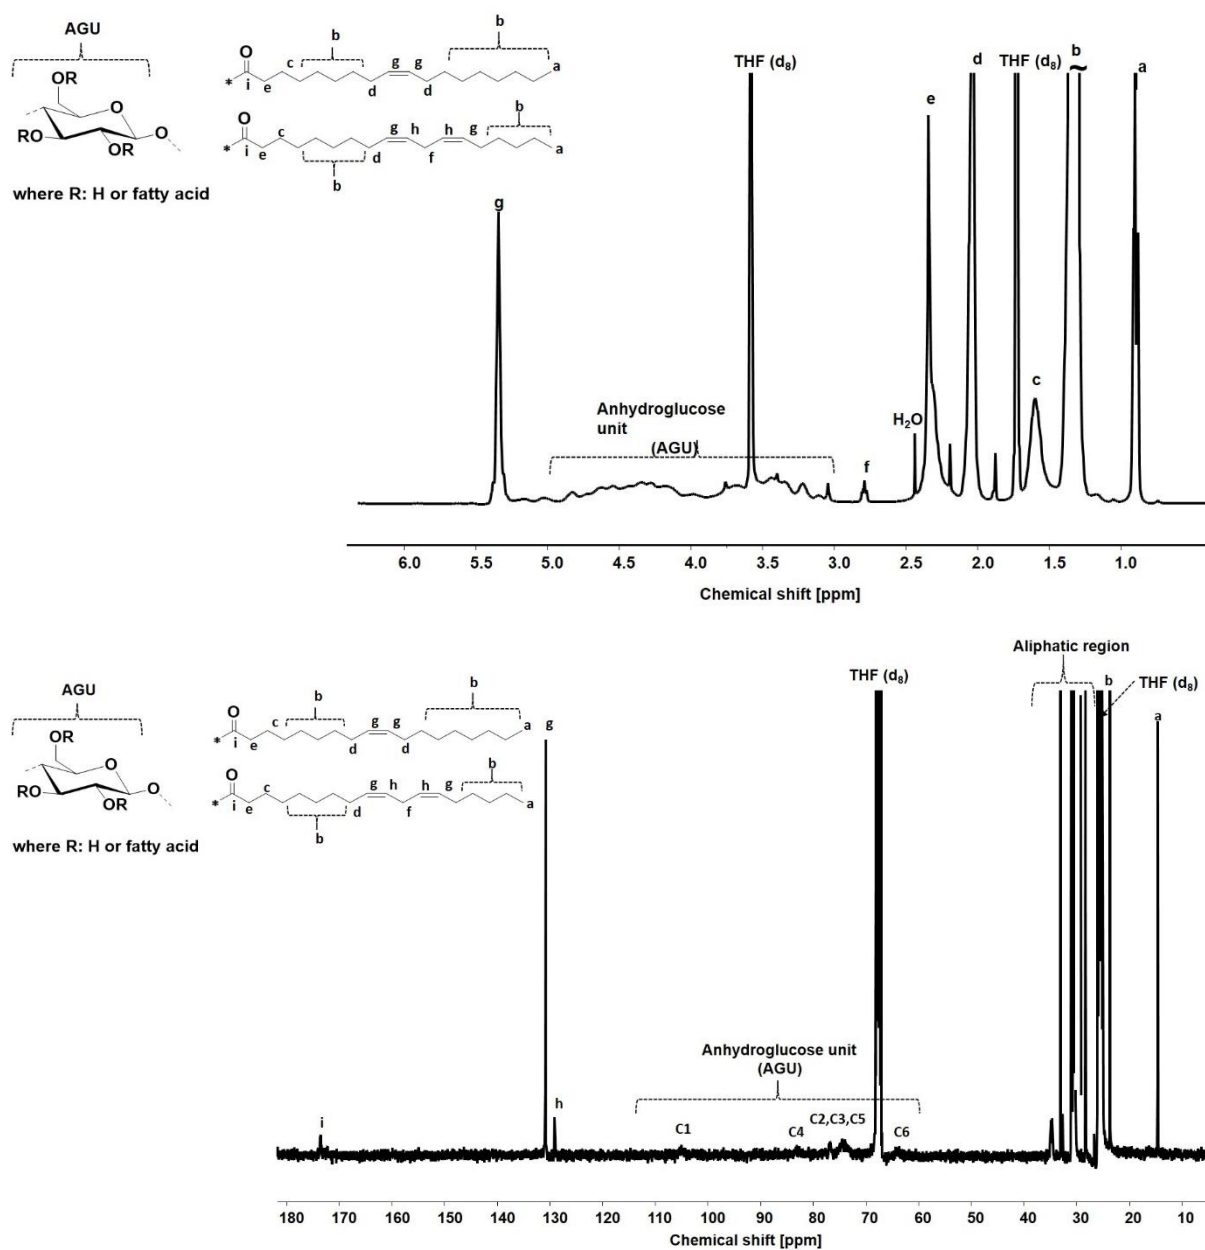 AGU
OR
O
RO
OR
O
where R: H or fatty acid
b
b
O
g
g
c
a
*
i
e
d
d
b
O
g
h
h
g
c
*
i
e
d
f
a
b
THF (d8)
d
THF (d8)
b
~
a
e
g
c
Anhydroglucose
unit
(AGU)
H2O
f
6.0 5.5 5.0 4.5 4.0 3.5 3.0 2.5 2.0 1.5 1.0
Chemical shift [ppm]
AGU
OR
O
RO
OR
O
where R: H or fatty acid
b
b
O
g
g
c
a
*
i
e
d
d
b
O
g
h
h
g
c
*
i
e
d
f
a
b
g
THF (d8)
Aliphatic region
b
THF (d8)
a
Anhydroglucose unit
(AGU)
i
h
C1
C4
C2,C3,C5
C6
180 170 160 150 140 130 120 110 100 90 80 70 60 50 40 30 20 10
Chemical shift [ppm]